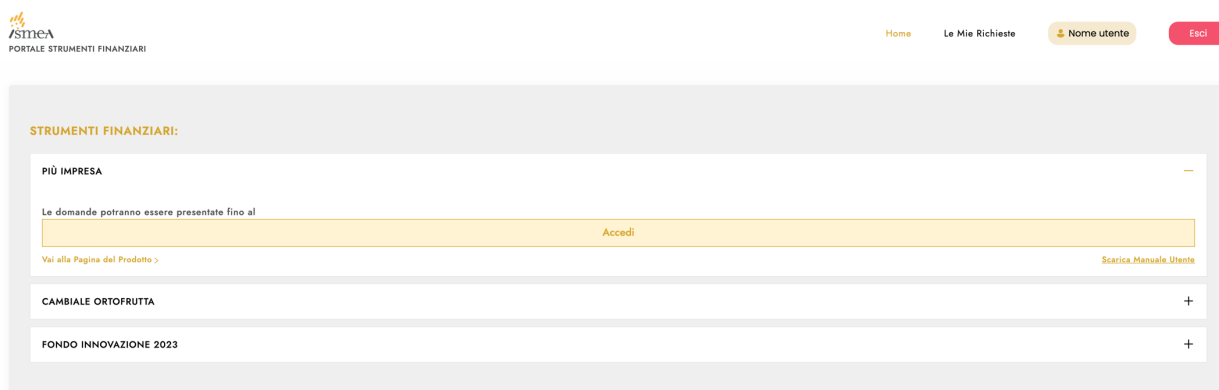 ismea
PORTALE STRUMENTI FINANZIARI
Home Le Mie Richieste Nome utente Esci
STRUMENTI FINANZIARI:
PIÙ IMPRESA
Le domande potranno essere presentate fino al
Accedi
Vai alla Pagina del Prodotto >
Scarica Manuale Utente
CAMBIALE ORTOFRUTTA
FONDO INNOVAZIONE 2023